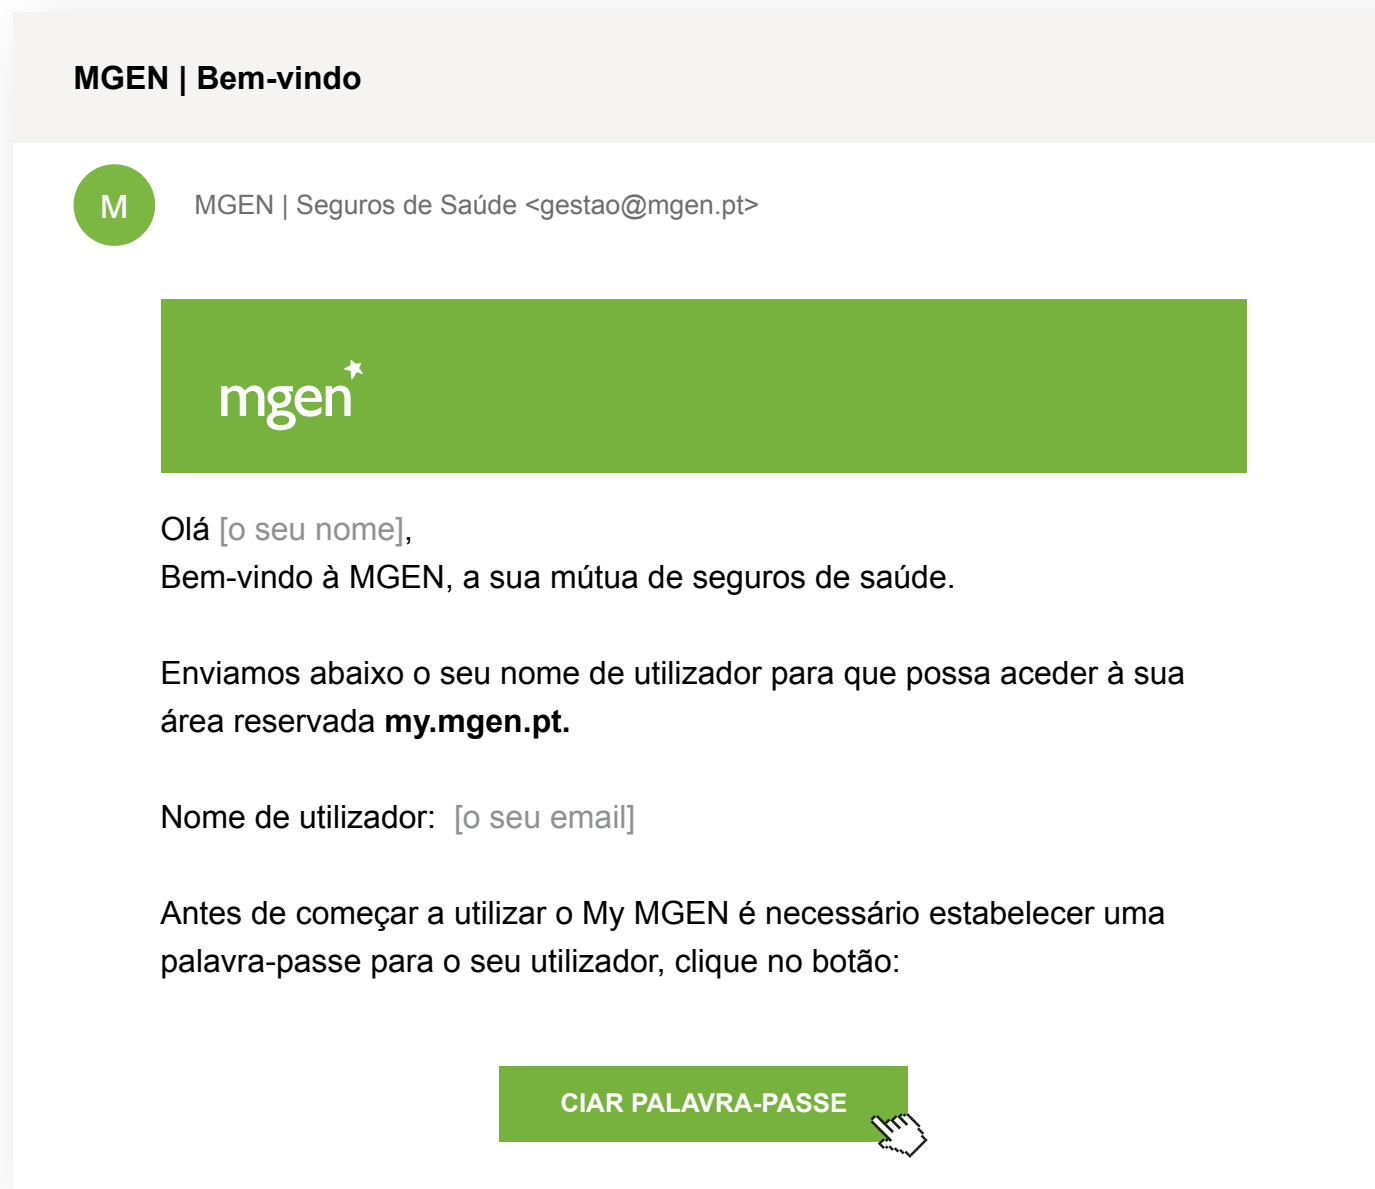 MGEN | Bem-vindo
M
MGEN | Seguros de Saúde <gestao@mgen.pt>
mgen
Olá [o seu nome],
Bem-vindo à MGEN, a sua mútua de seguros de saúde.
Enviamos abaixo o seu nome de utilizador para que possa aceder à sua
área reservada my.mgen.pt.
Nome de utilizador: [o seu email]
Antes de começar a utilizar o My MGEN é necessário estabelecer uma
palavra-passe para o seu utilizador, clique no botão:
CIAR PALAVRA-PASSE